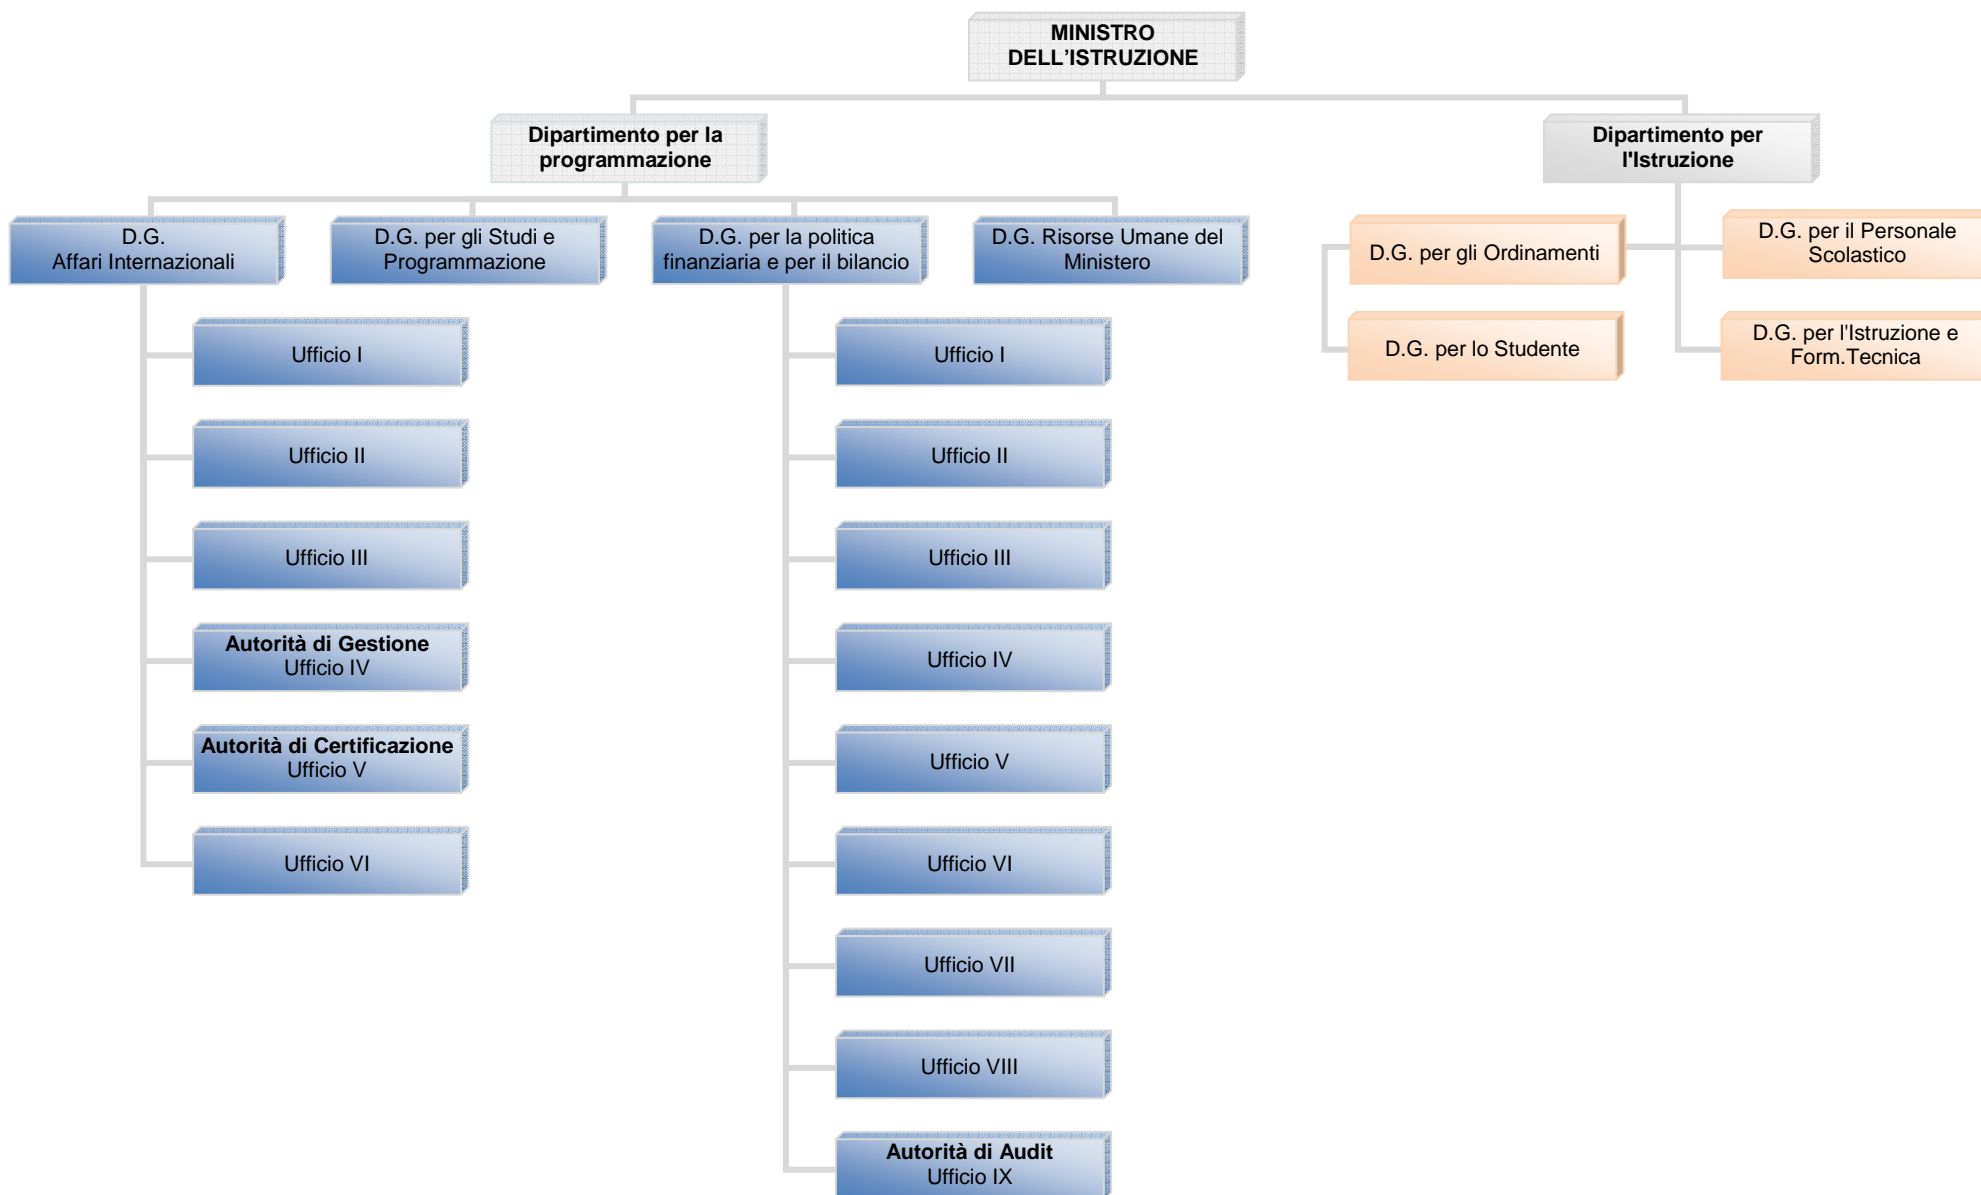 MINISTRO
DELL’ISTRUZIONE
Dipartimento per la
programmazione
Dipartimento per
l'Istruzione
D.G.
Affari Internazionali
D.G. per gli Studi e
Programmazione
D.G. per la politica
finanziaria e per il bilancio
D.G. Risorse Umane del
Ministero
D.G. per gli Ordinamenti
D.G. per il Personale
Scolastico
D.G. per lo Studente
D.G. per l'Istruzione e
Form.Tecnica
Ufficio I
Ufficio II
Ufficio III
Autorità di Gestione
Ufficio IV
Autorità di Certificazione
Ufficio V
Ufficio VI
Ufficio I
Ufficio II
Ufficio III
Ufficio IV
Ufficio V
Ufficio VI
Ufficio VII
Ufficio VIII
Autorità di Audit
Ufficio IX